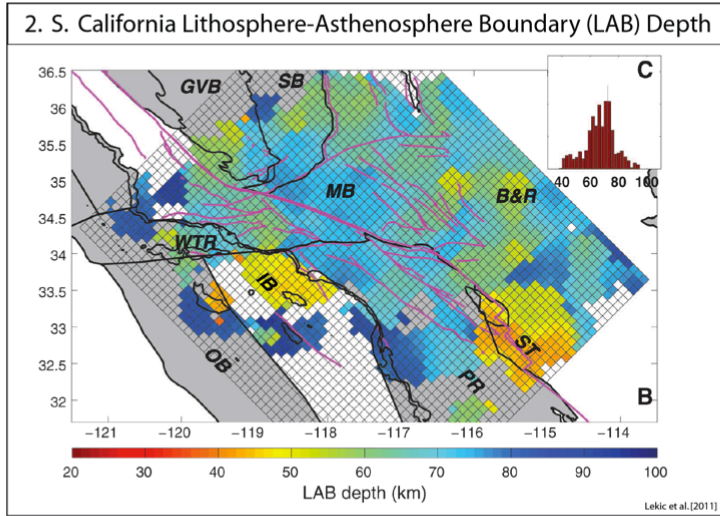 2. S. California Lithosphere-Asthenosphere Boundary (LAB) Depth
C
40 60 80 100
36.5
36
35.5
35
34.5
34
33.5
33
32.5
32
GVB
SB
MB
B&R
WTR
IB
ST
OB
PR
B
−121 −120 −119 −118 −117 −116 −115 −114
20 30 40 50 60 70 80 90 100
LAB depth (km)
Lekic et al. [2011]